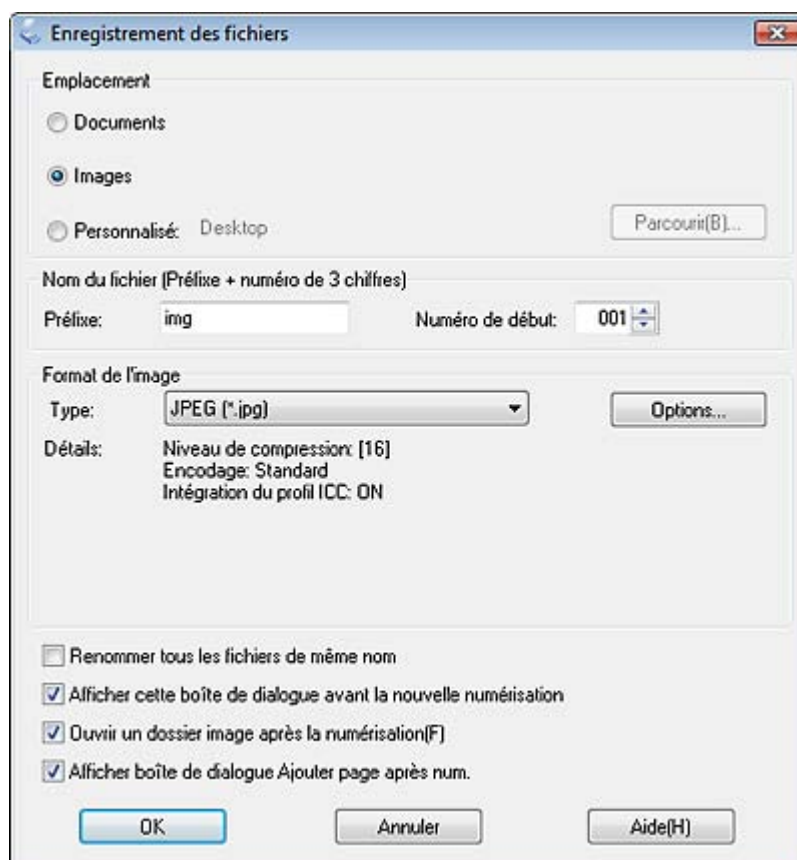 Enregistrement des fichiers
Emplacement
Documents
Images
Personnalisé: Desktop Parcourir(B)...
Nom du fichier (Préfixe + numéro de 3 chiffres)
Préfixe: img Numéro de début: 001
Format de l'image
Type: JPEG (*.jpg) Options...
Détails: Niveau de compression: [16]
Encodage: Standard
Intégration du profil ICC: ON
Renommer tous les fichiers de même nom
Afficher cette boîte de dialogue avant la nouvelle numérisation
Ouvrir un dossier image après la numérisation(F)
Afficher boîte de dialogue Ajouter page après num.
OK Annuler Aide(H)